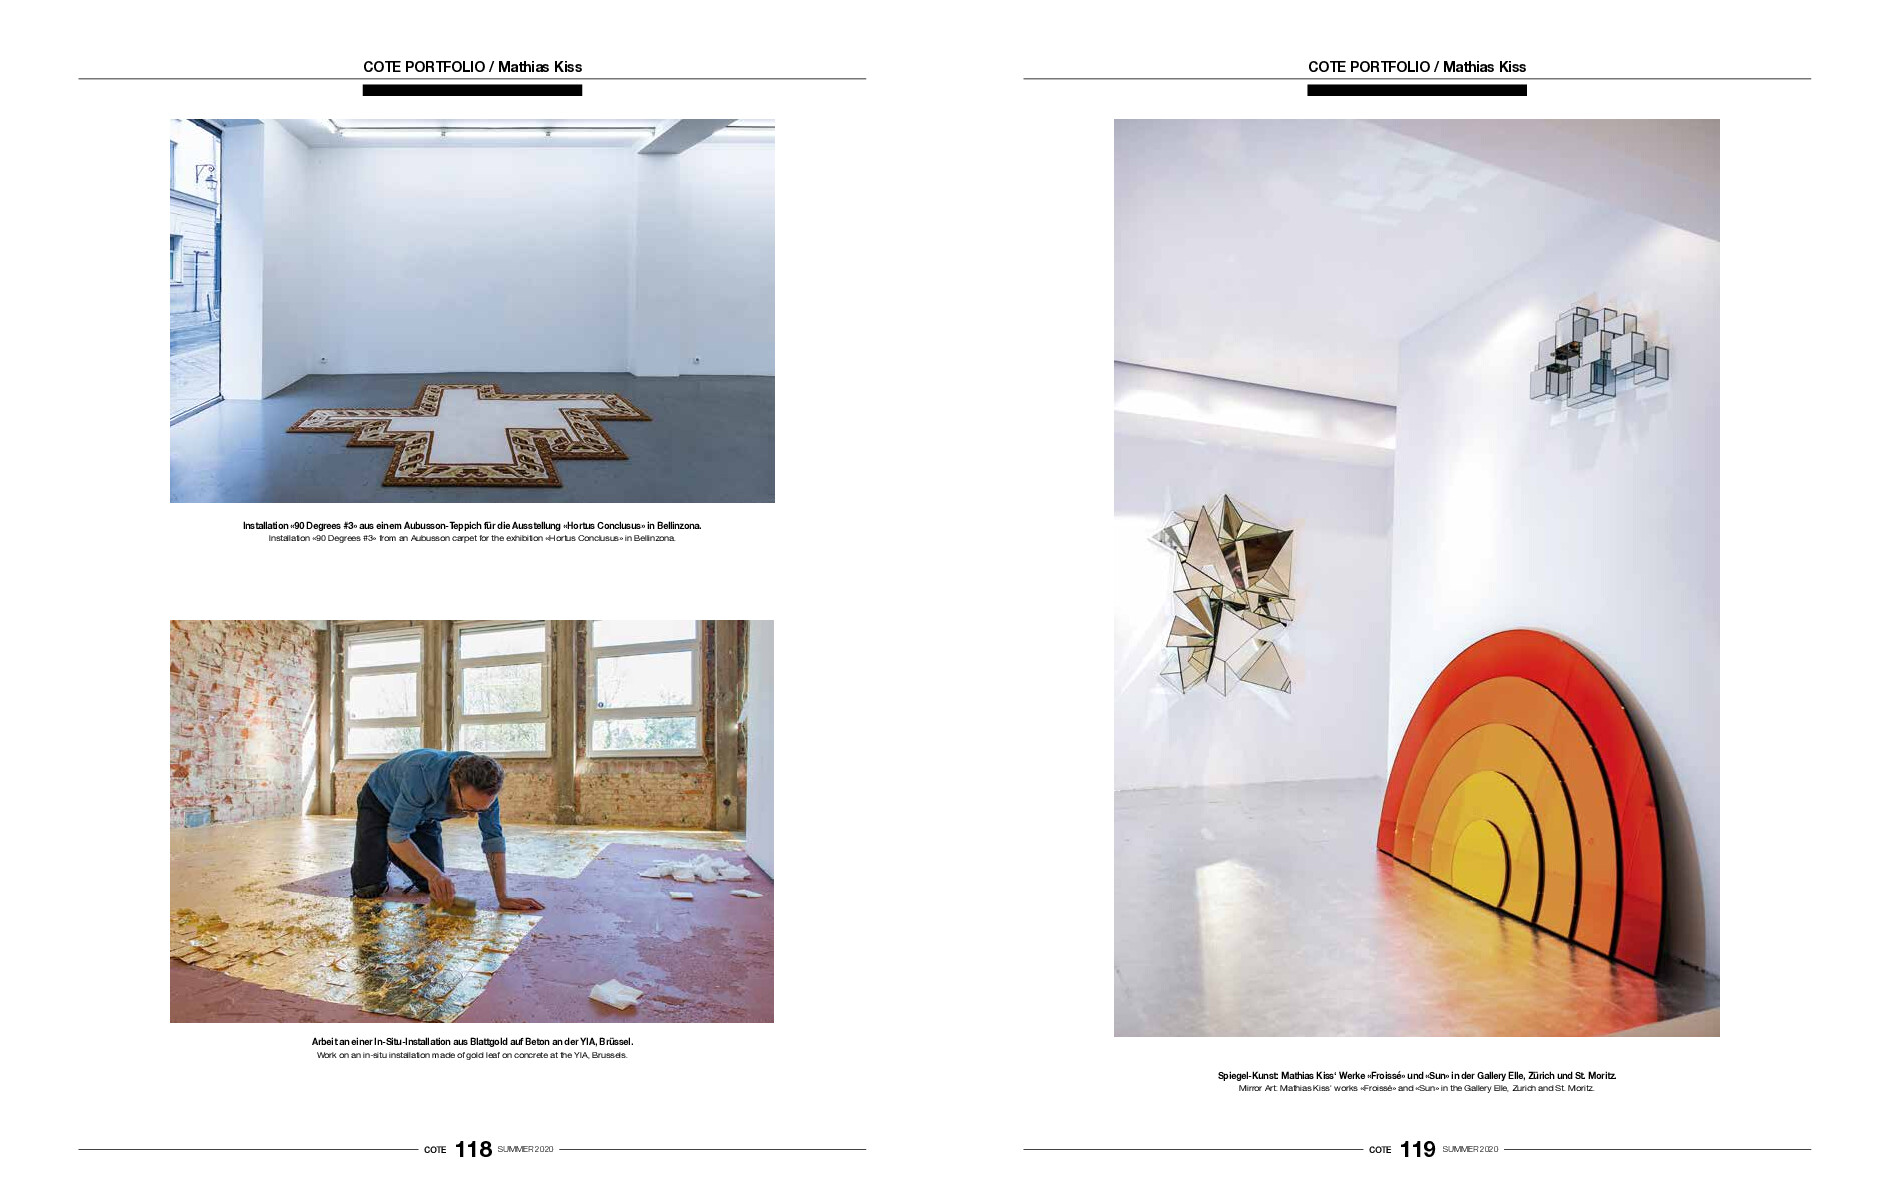 COTE PORTFOLIO / Mathias Kiss
Installation «90 Degrees #3» aus einem Aubusson-Teppich für die Ausstellung «Hortus Conclusus» in Bellinzona.
Installation «90 Degrees #3» from an Aubusson carpet for the exhibition «Hortus Conclusus» in Bellinzona.
Arbeit an einer In-Situ-Installation aus Blattgold auf Beton an der YIA, Brüssel.
Work on an in-situ installation made of gold leaf on concrete at the YIA, Brussels.
COTE 118 SUMMER 2020
COTE PORTFOLIO / Mathias Kiss
Spiegel-Kunst: Mathias Kiss‘ Werke «Froissé» und «Sun» in der Gallery Elle, Zürich und St. Moritz.
Mirror Art: Mathias Kiss’ works «Froissé» and «Sun» in the Gallery Elle, Zurich and St. Moritz.
COTE 119 SUMMER 2020